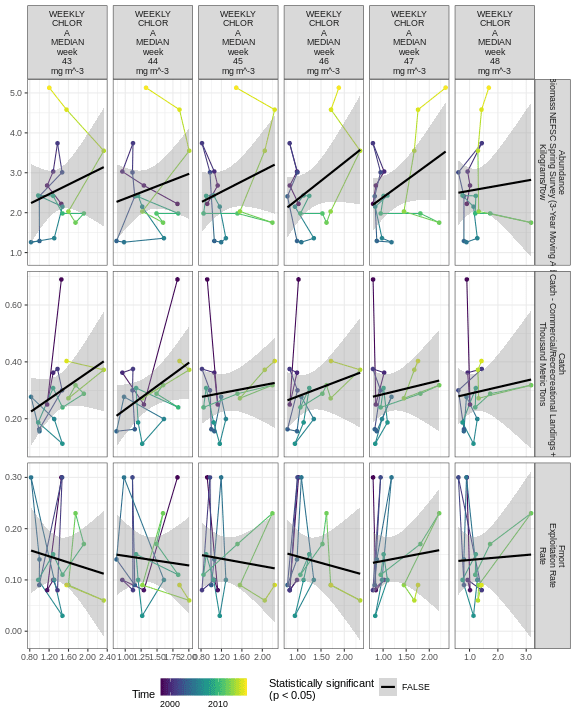 WEEKLY CHLOR A MEDIAN week 43 mg m^-3
WEEKLY CHLOR A MEDIAN week 44 mg m^-3
WEEKLY CHLOR A MEDIAN week 45 mg m^-3
WEEKLY CHLOR A MEDIAN week 46 mg m^-3
WEEKLY CHLOR A MEDIAN week 47 mg m^-3
WEEKLY CHLOR A MEDIAN week 48 mg m^-3
5.0
4.0
3.0
2.0
1.0
Abundance
Biomass NEFSC Spring Survey (3-Year Moving
Kilograms/Tow
0.60
0.40
0.20
Catch
Catch - Commercial/Recreational Landings +
Thousand Metric Tons
0.30
0.20
0.10
0.00
Fmort
Exploitation Rate
Rate
0.80 1.20 1.60 2.00 2.40
1.00 1.25 1.50 1.75 2.00
0.80 1.20 1.60 2.00
1.00 1.50 2.00
1.00 1.50 2.00
1.0 2.0 3.0
Time
2000 2010
Statistically significant
(p < 0.05)
FALSE